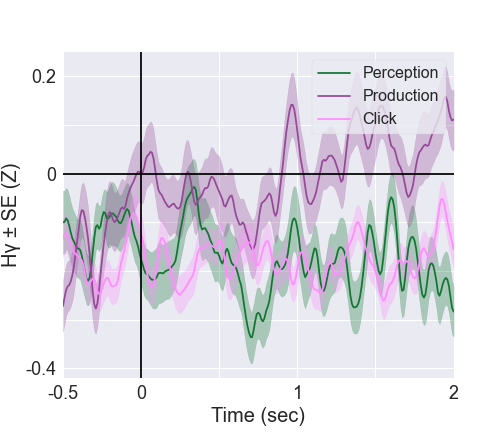 Perception
Production
Click
0.2
0
-0.4
Hγ ± SE (Z)
-0.5
0
1
2
Time (sec)